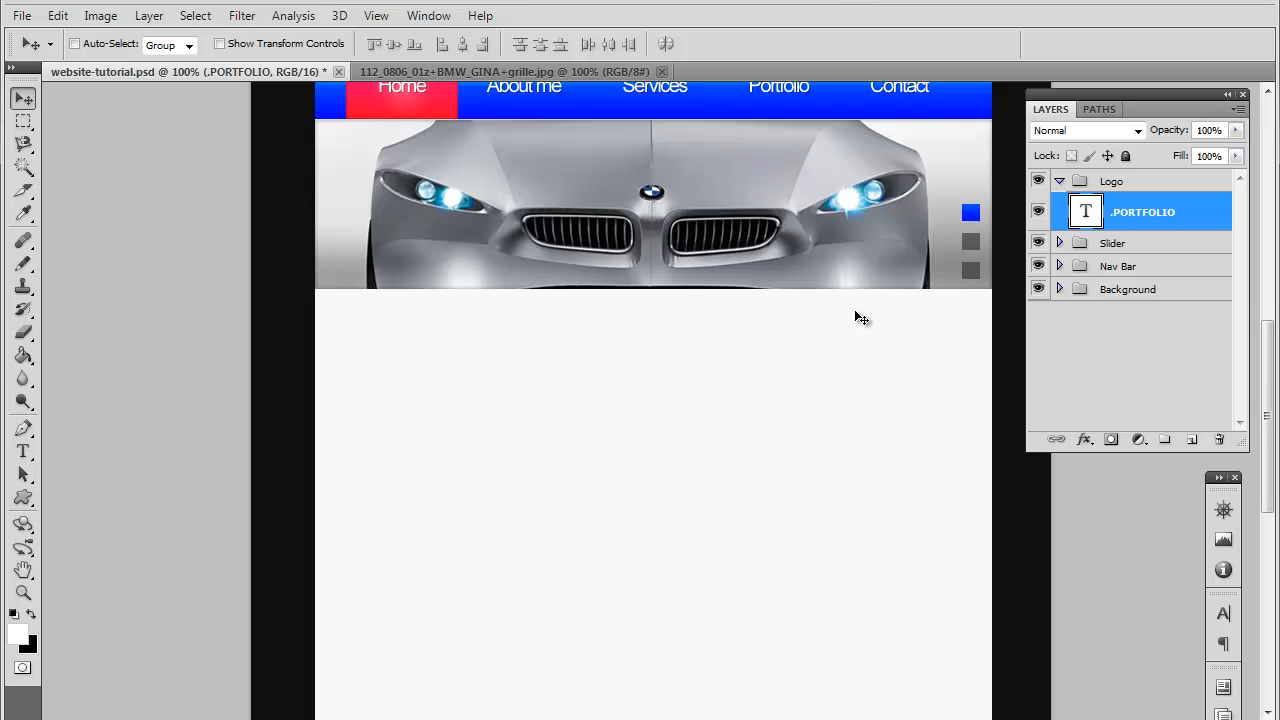 File Edit Image Layer Select Filter Analysis 3D View Window Help
Auto-Select: Group Show Transform Controls
website-tutorial.psd @ 100% (.PORTFOLIO, RGB/16) * 112_0806_01z+BMW_GINA+grille.jpg @ 100% (RGB/8#)
Home About me Services Portfolio Contact
LAYERS PATHS
Normal Opacity: 100%
Lock: Fill: 100%
Logo
T .PORTFOLIO
Slider
Nav Bar
Background